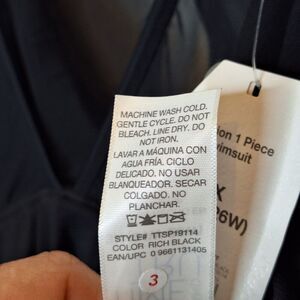 MACHINE WASH COLD.
GENTLE CYCLE. DO NOT
BLEACH. LINE DRY. DO
NOT IRON.
LAVAR A MÁQUINA CON
AGUA FRÍA. CICLO
DELICADO. NO USAR
BLANQUEADOR. SECAR
COLGADO. NO
PLANCHAR.
STYLE# TTSP19114
COLOR RICH BLACK
EAN/UPC 0 9661131405
3
on 1 Piece
imsuit
X
6W)